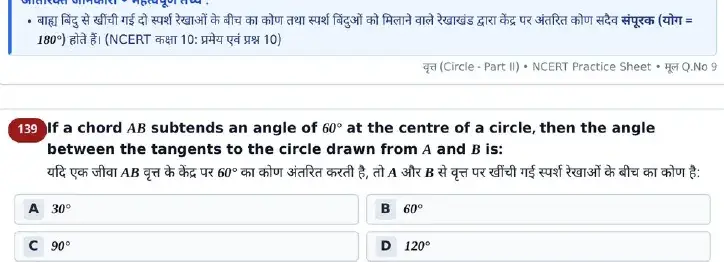 • बाह्य बिंदु से खींची गई दो स्पर्श रेखाओं के बीच का कोण तथा स्पर्श बिंदुओं को मिलाने वाले रेखाखंड द्वारा केंद्र पर अंतरित कोण सदैव संपूरक (योग =
180°) होते हैं। (NCERT कक्षा 10: प्रमेय एवं प्रश्न 10)
वृत्त (Circle - Part II) • NCERT Practice Sheet • मूल Q.No 9
139 If a chord AB subtends an angle of 60° at the centre of a circle, then the angle
between the tangents to the circle drawn from A and B is:
यदि एक जीवा AB वृत्त के केंद्र पर 60° का कोण अंतरित करती है, तो A और B से वृत्त पर खींची गई स्पर्श रेखाओं के बीच का कोण है:
A 30° B 60°
C 90° D 120°